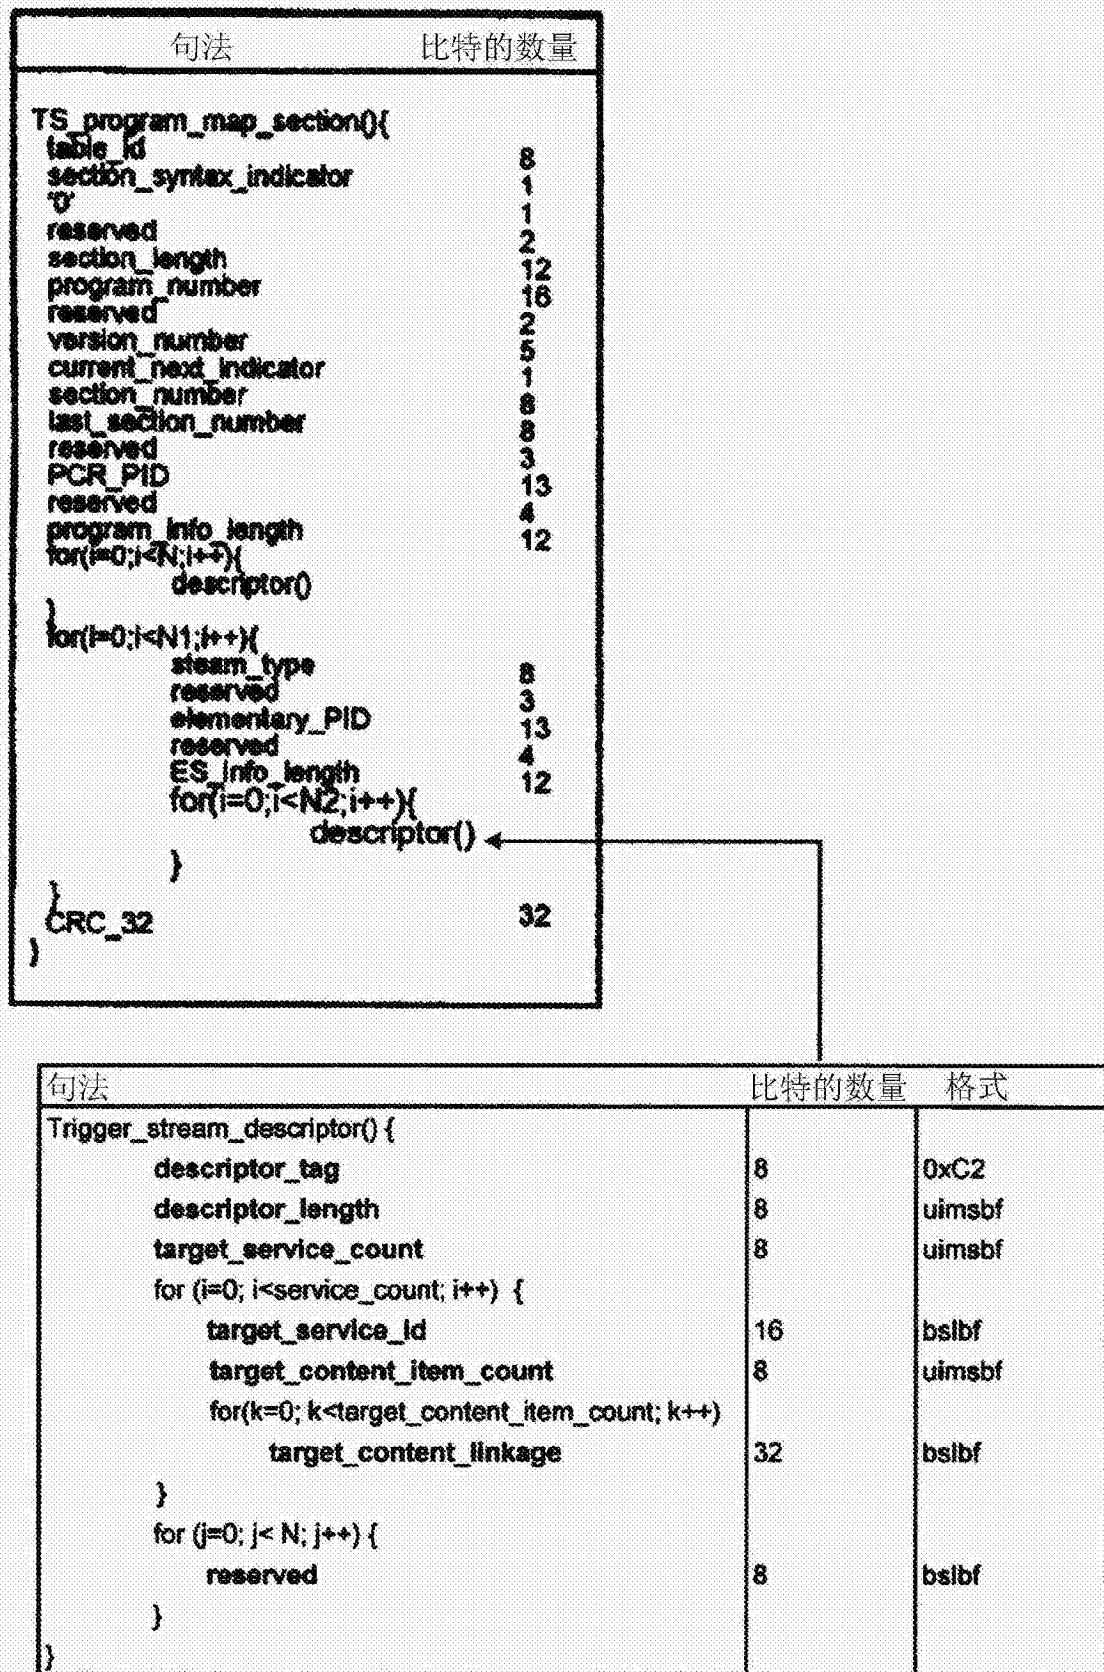 句法 比特的数量
TS_program_map_section(){
table_id 8
section_syntax_indicator 1
'0' 1
reserved 2
section_length 12
program_number 16
reserved 2
version_number 5
current_next_indicator 1
section_number 8
last_section_number 8
reserved 3
PCR_PID 13
reserved 4
program_info_length 12
for(i=0;i<N;i++){
descriptor()
}
for(i=0;i<N1;i++){
steam_type 8
reserved 3
elementary_PID 13
reserved 4
ES_info_length 12
for(i=0;i<N2;i++){
descriptor()
}
}
CRC_32 32
}
句法 比特的数量 格式
Trigger_stream_descriptor() {
descriptor_tag 8 0xC2
descriptor_length 8 uimsbf
target_service_count 8 uimsbf
for (i=0; i<service_count; i++) {
target_service_id 16 bslbf
target_content_item_count 8 uimsbf
for(k=0; k<target_content_item_count; k++)
target_content_linkage 32 bslbf
}
for (j=0; j< N; j++) {
reserved 8 bslbf
}
}